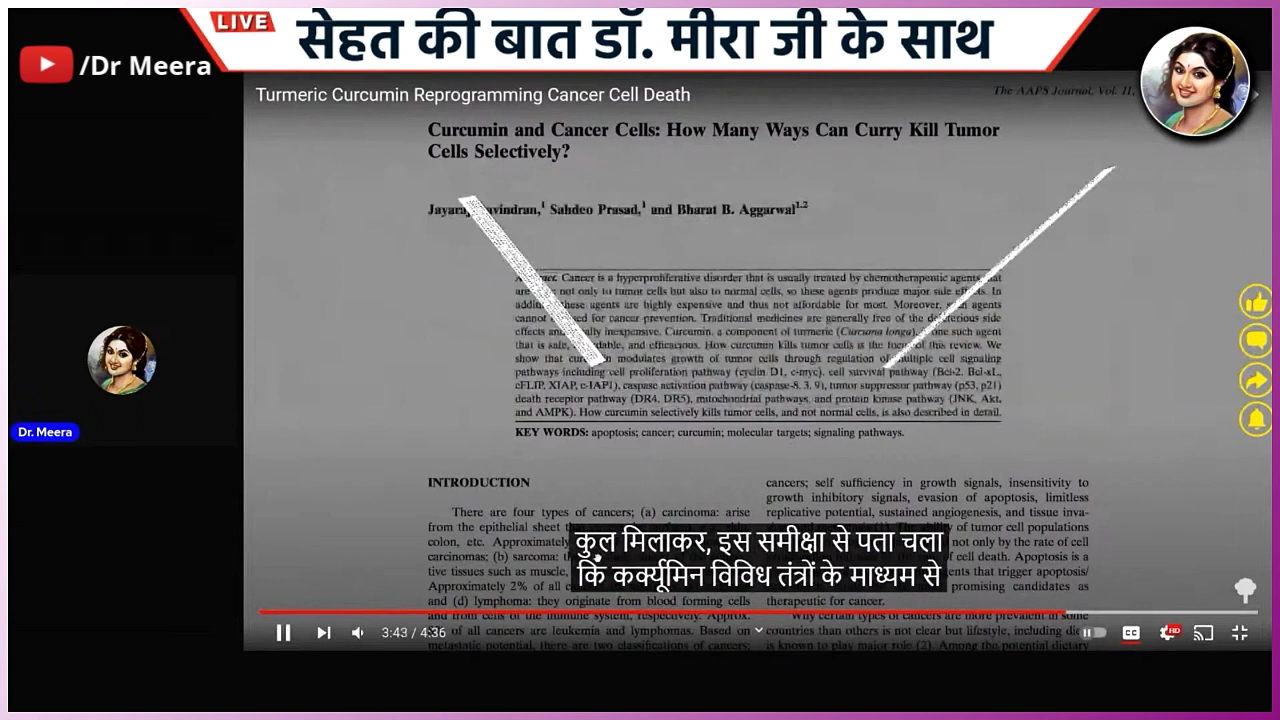 LIVE
सेहत की बात डॉ. मीरा जी के साथ
/Dr Meera
Turmeric Curcumin Reprogramming Cancer Cell Death
The AAPS Journal, Vol. 11,
Curcumin and Cancer Cells: How Many Ways Can Curry Kill Tumor
Cells Selectively?
Sahdeo Prasad,1 and Bharat B. Aggarwal1,2
Cancer is a hyperproliferative disorder that is usually treated by chemotherapeutic agents
not only to tumor cells but also to normal cells, so these agents produce major side
these agents are highly expensive and thus not affordable for most. Moreover, agents
cannot for cancer prevention. Traditional medicines are generally free of the side
effects inexpensive. Curcumin, a component of turmeric (Curcuma longa), one such agent
that is safe, and efficacious. How curcumin kills tumor cells is the of this review. We
show that modulates growth of tumor cells through regulation of multiple cell signaling
pathways including cell proliferation pathway (cyclin D1, c-myc), cell survival pathway (Bcl-2, Bcl-xL,
cFLIP, XIAP, c-IAP1), caspase activation pathway (caspase-8, 3, 9), tumor suppressor pathway (p53, p21)
death receptor pathway (DR4, DR5), mitochondrial pathways, and protein kinase pathway (JNK, Akt,
and AMPK). How curcumin selectively kills tumor cells, and not normal cells, is also described in detail.
KEY WORDS: apoptosis; cancer; curcumin; molecular targets; signaling pathways.
Dr. Meera
INTRODUCTION
There are four types of cancers; (a) carcinoma: arise
from the epithelial sheet
colon, etc. Approximately
carcinomas; (b) sarcoma:
tive tissues such as muscle,
Approximately 2% of all
and (d) lymphoma: they originate from blood forming cells
and from cells of the immune system, respectively. Approx.
of all cancers are leukemia and lymphomas. Based on
metastatic potential, there are two classifications of cancers;
cancers; self sufficiency in growth signals, insensitivity to
growth inhibitory signals, evasion of apoptosis, limitless
replicative potential, sustained angiogenesis, and tissue inva-
of tumor cell populations
not only by the rate of cell
of cell death. Apoptosis is a
that trigger apoptosis/
promising candidates as
therapeutic for cancer.
Why certain types of cancers are more prevalent in some
countries than others is not clear but lifestyle, including
is known to play major role (2). Among the potential dietary
कुल मिलाकर, इस समीक्षा से पता चला
कि कर्क्यूमिन विविध तंत्रों के माध्यम से
3:43 / 4:36
CC
HD